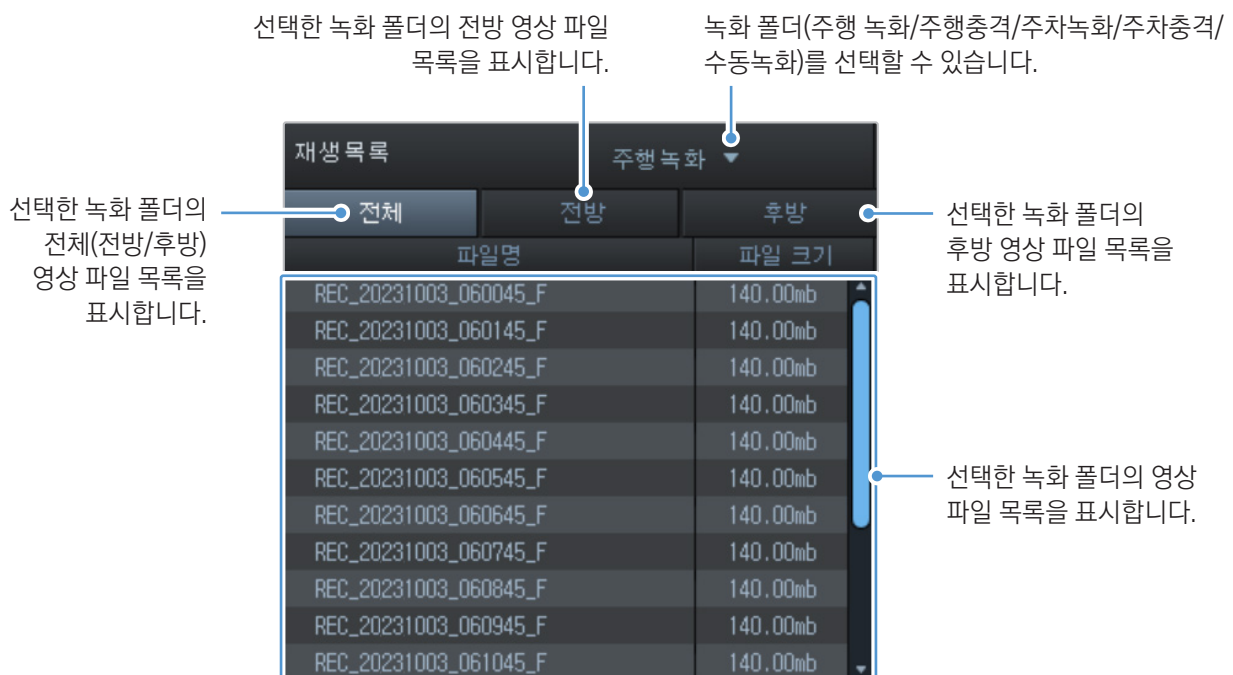 선택한 녹화 폴더의 전방 영상 파일
목록을 표시합니다.
녹화 폴더(주행 녹화/주행충격/주차녹화/주차충격/
수동녹화)를 선택할 수 있습니다.
재생목록
주행녹화
선택한 녹화 폴더의
전체(전방/후방)
영상 파일 목록을
표시합니다.
전체
전방
후방
선택한 녹화 폴더의
후방 영상 파일 목록을
표시합니다.
파일명
파일 크기
REC_20231003_060045_F 140.00mb
REC_20231003_060145_F 140.00mb
REC_20231003_060245_F 140.00mb
REC_20231003_060345_F 140.00mb
REC_20231003_060445_F 140.00mb
REC_20231003_060545_F 140.00mb
REC_20231003_060645_F 140.00mb
REC_20231003_060745_F 140.00mb
REC_20231003_060845_F 140.00mb
REC_20231003_060945_F 140.00mb
REC_20231003_061045_F 140.00mb
선택한 녹화 폴더의 영상
파일 목록을 표시합니다.